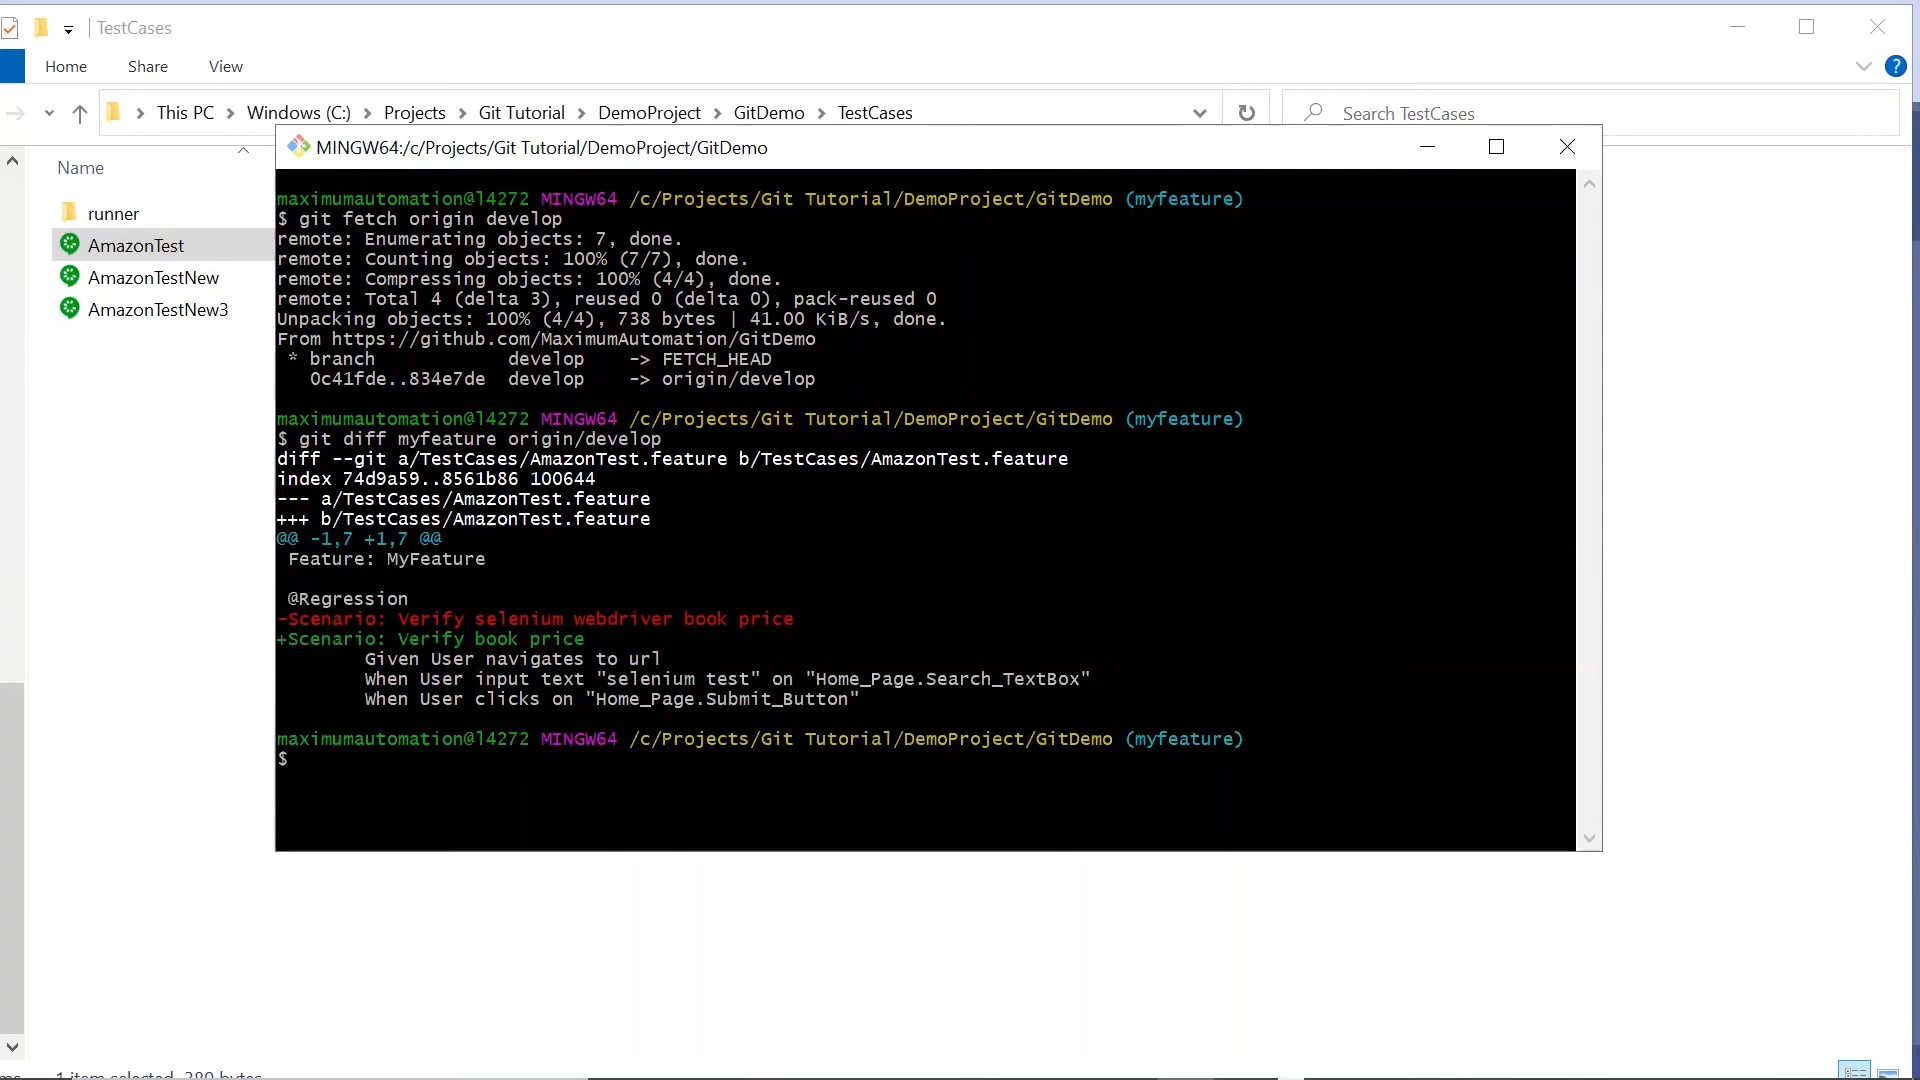 TestCases
Home Share View
This PC > Windows (C:) > Projects > Git Tutorial > DemoProject > GitDemo > TestCases
Search TestCases
Name
runner
AmazonTest
AmazonTestNew
AmazonTestNew3
MINGW64:/c/Projects/Git Tutorial/DemoProject/GitDemo
maximumautomation@l4272 MINGW64 /c/Projects/Git Tutorial/DemoProject/GitDemo (myfeature)
$ git fetch origin develop
remote: Enumerating objects: 7, done.
remote: Counting objects: 100% (7/7), done.
remote: Compressing objects: 100% (4/4), done.
remote: Total 4 (delta 3), reused 0 (delta 0), pack-reused 0
Unpacking objects: 100% (4/4), 738 bytes | 41.00 KiB/s, done.
From https://github.com/MaximumAutomation/GitDemo
 * branch            develop    -> FETCH_HEAD
   0c41fde..834e7de  develop    -> origin/develop
maximumautomation@l4272 MINGW64 /c/Projects/Git Tutorial/DemoProject/GitDemo (myfeature)
$ git diff myfeature origin/develop
diff --git a/TestCases/AmazonTest.feature b/TestCases/AmazonTest.feature
index 74d9a59..8561b86 100644
--- a/TestCases/AmazonTest.feature
+++ b/TestCases/AmazonTest.feature
@@ -1,7 +1,7 @@
 Feature: MyFeature
 @Regression
-Scenario: Verify selenium webdriver book price
+Scenario: Verify book price
        Given User navigates to url
        When User input text "selenium test" on "Home_Page.Search_TextBox"
        When User clicks on "Home_Page.Submit_Button"
maximumautomation@l4272 MINGW64 /c/Projects/Git Tutorial/DemoProject/GitDemo (myfeature)
$
1 item selected 380 bytes